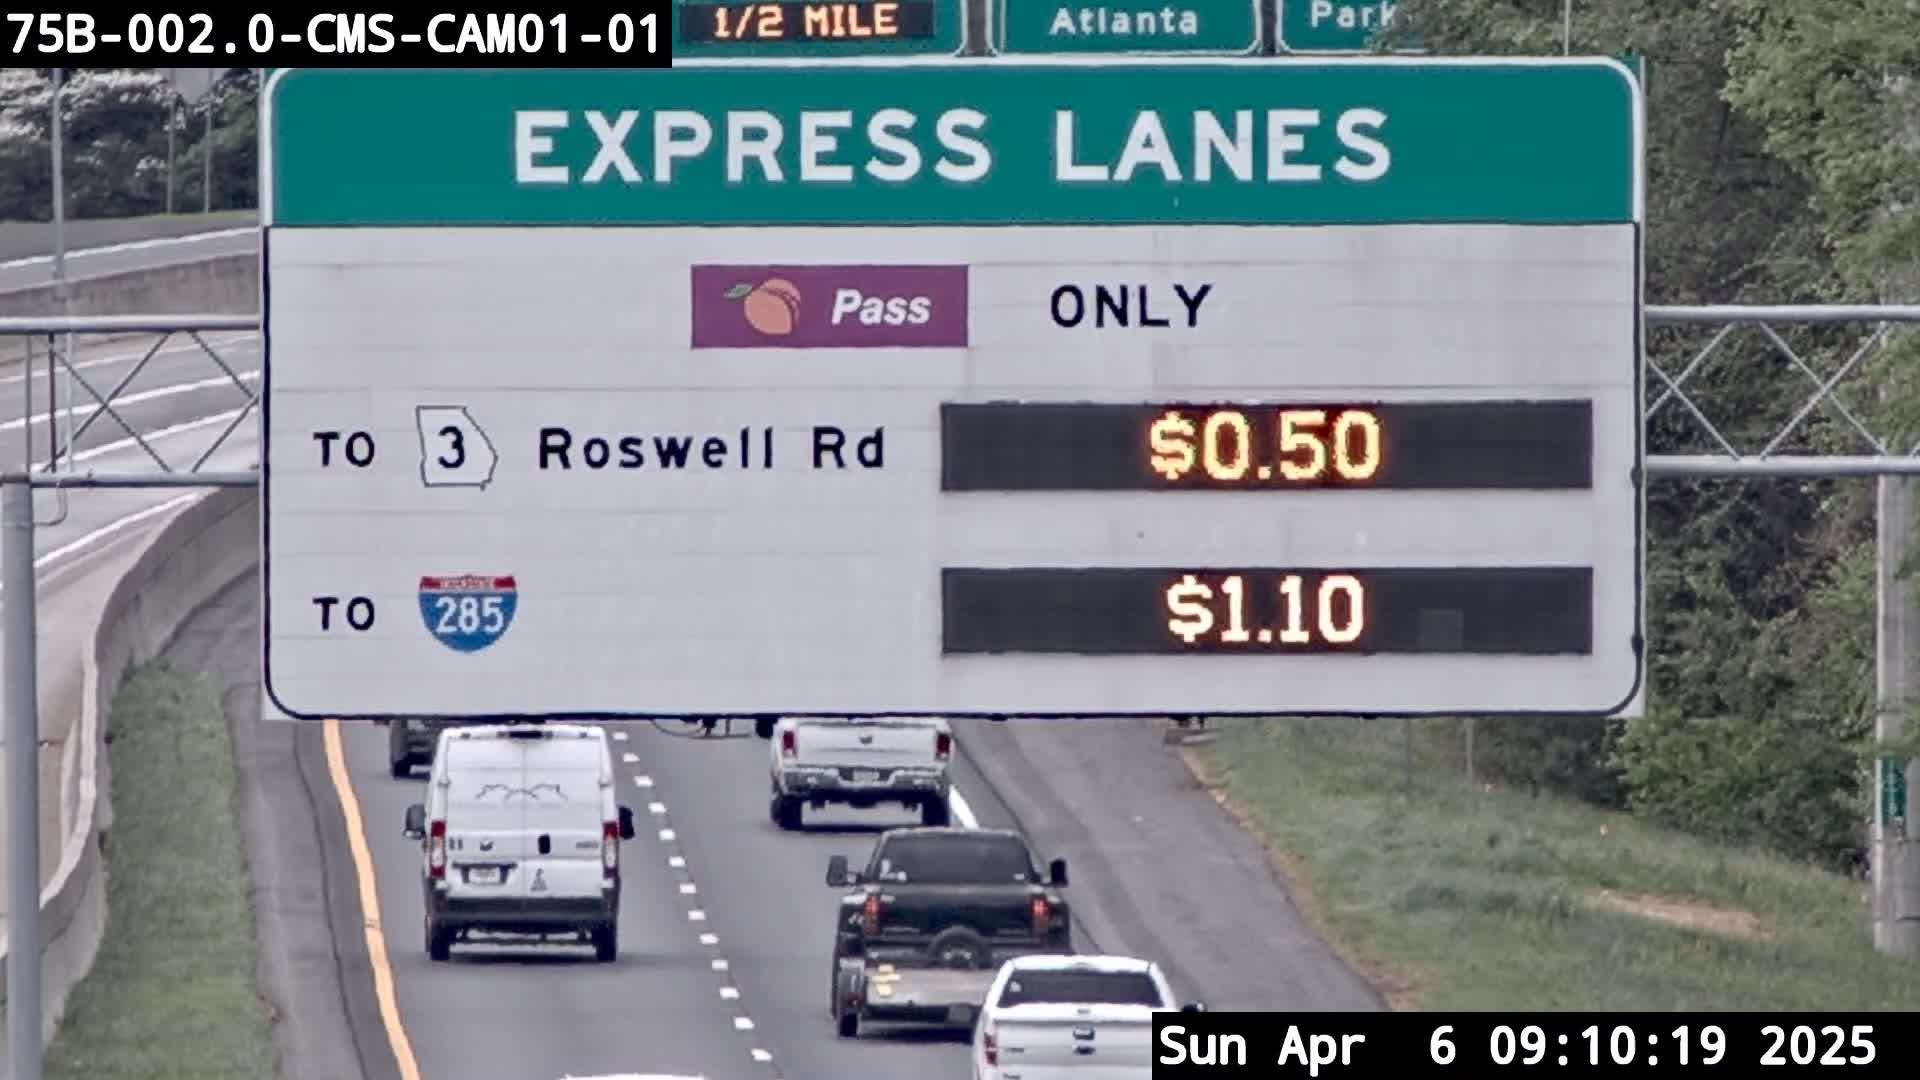 75B-002.0-CMS-CAM01-01
1/2 MILE
Atlanta
Park
EXPRESS LANES
Pass ONLY
TO 3 Roswell Rd $0.50
TO INTERSTATE 285 $1.10
Sun Apr 6 09:10:19 2025